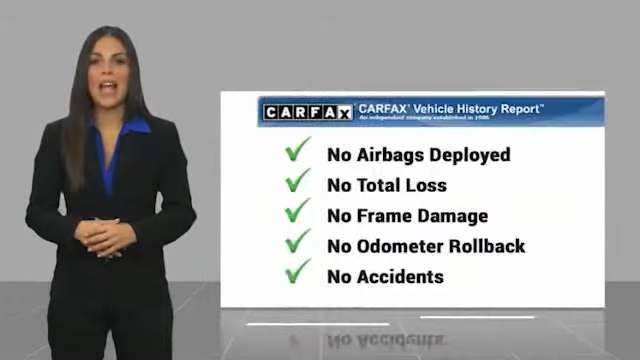 CARFAX CARFAX® Vehicle History Report™
An independent company established in 1986
No Airbags Deployed
No Total Loss
No Frame Damage
No Odometer Rollback
No Accidents